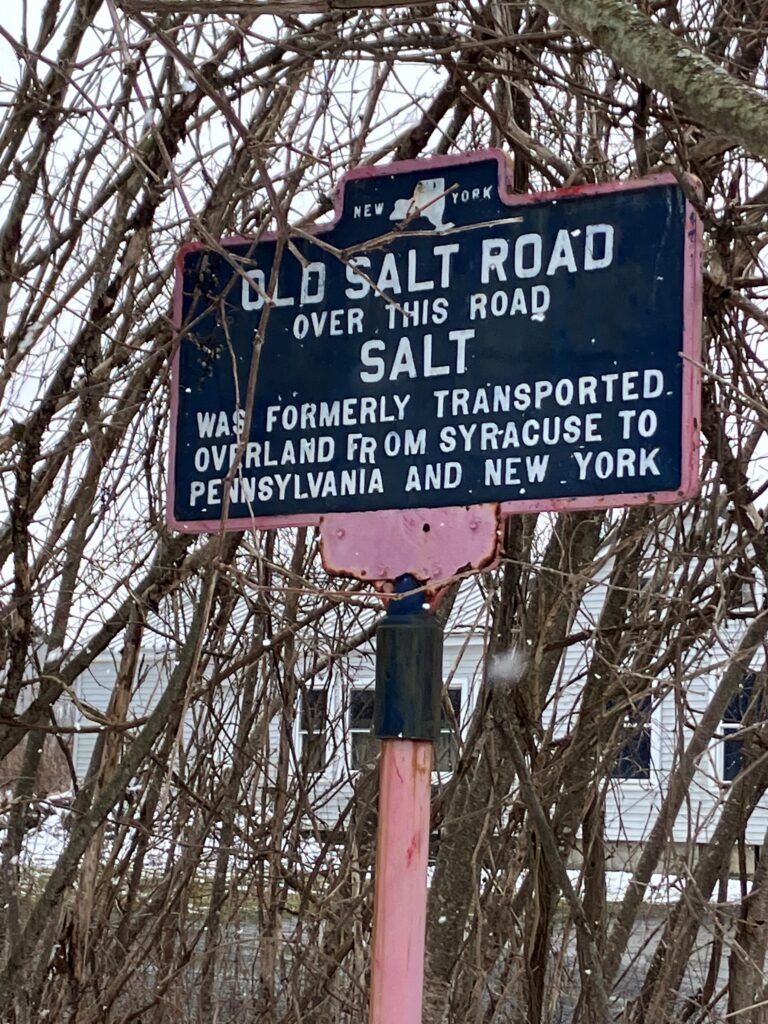 NEW YORK
OLD SALT ROAD
OVER THIS ROAD
SALT
WAS FORMERLY TRANSPORTED
OVERLAND FROM SYRACUSE TO
PENNSYLVANIA AND NEW YORK